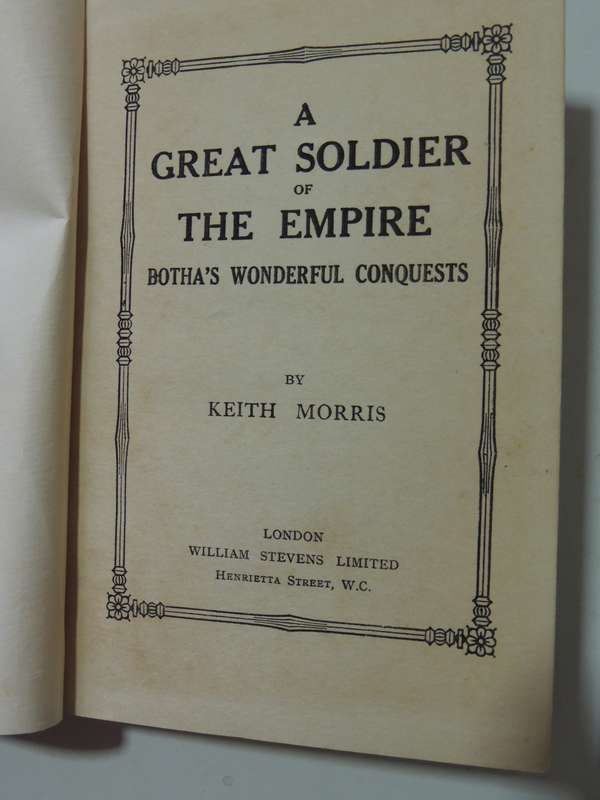 A
GREAT SOLDIER
OF
THE EMPIRE
BOTHA'S WONDERFUL CONQUESTS
BY
KEITH MORRIS
LONDON
WILLIAM STEVENS LIMITED
HENRIETTA STREET, W.C.